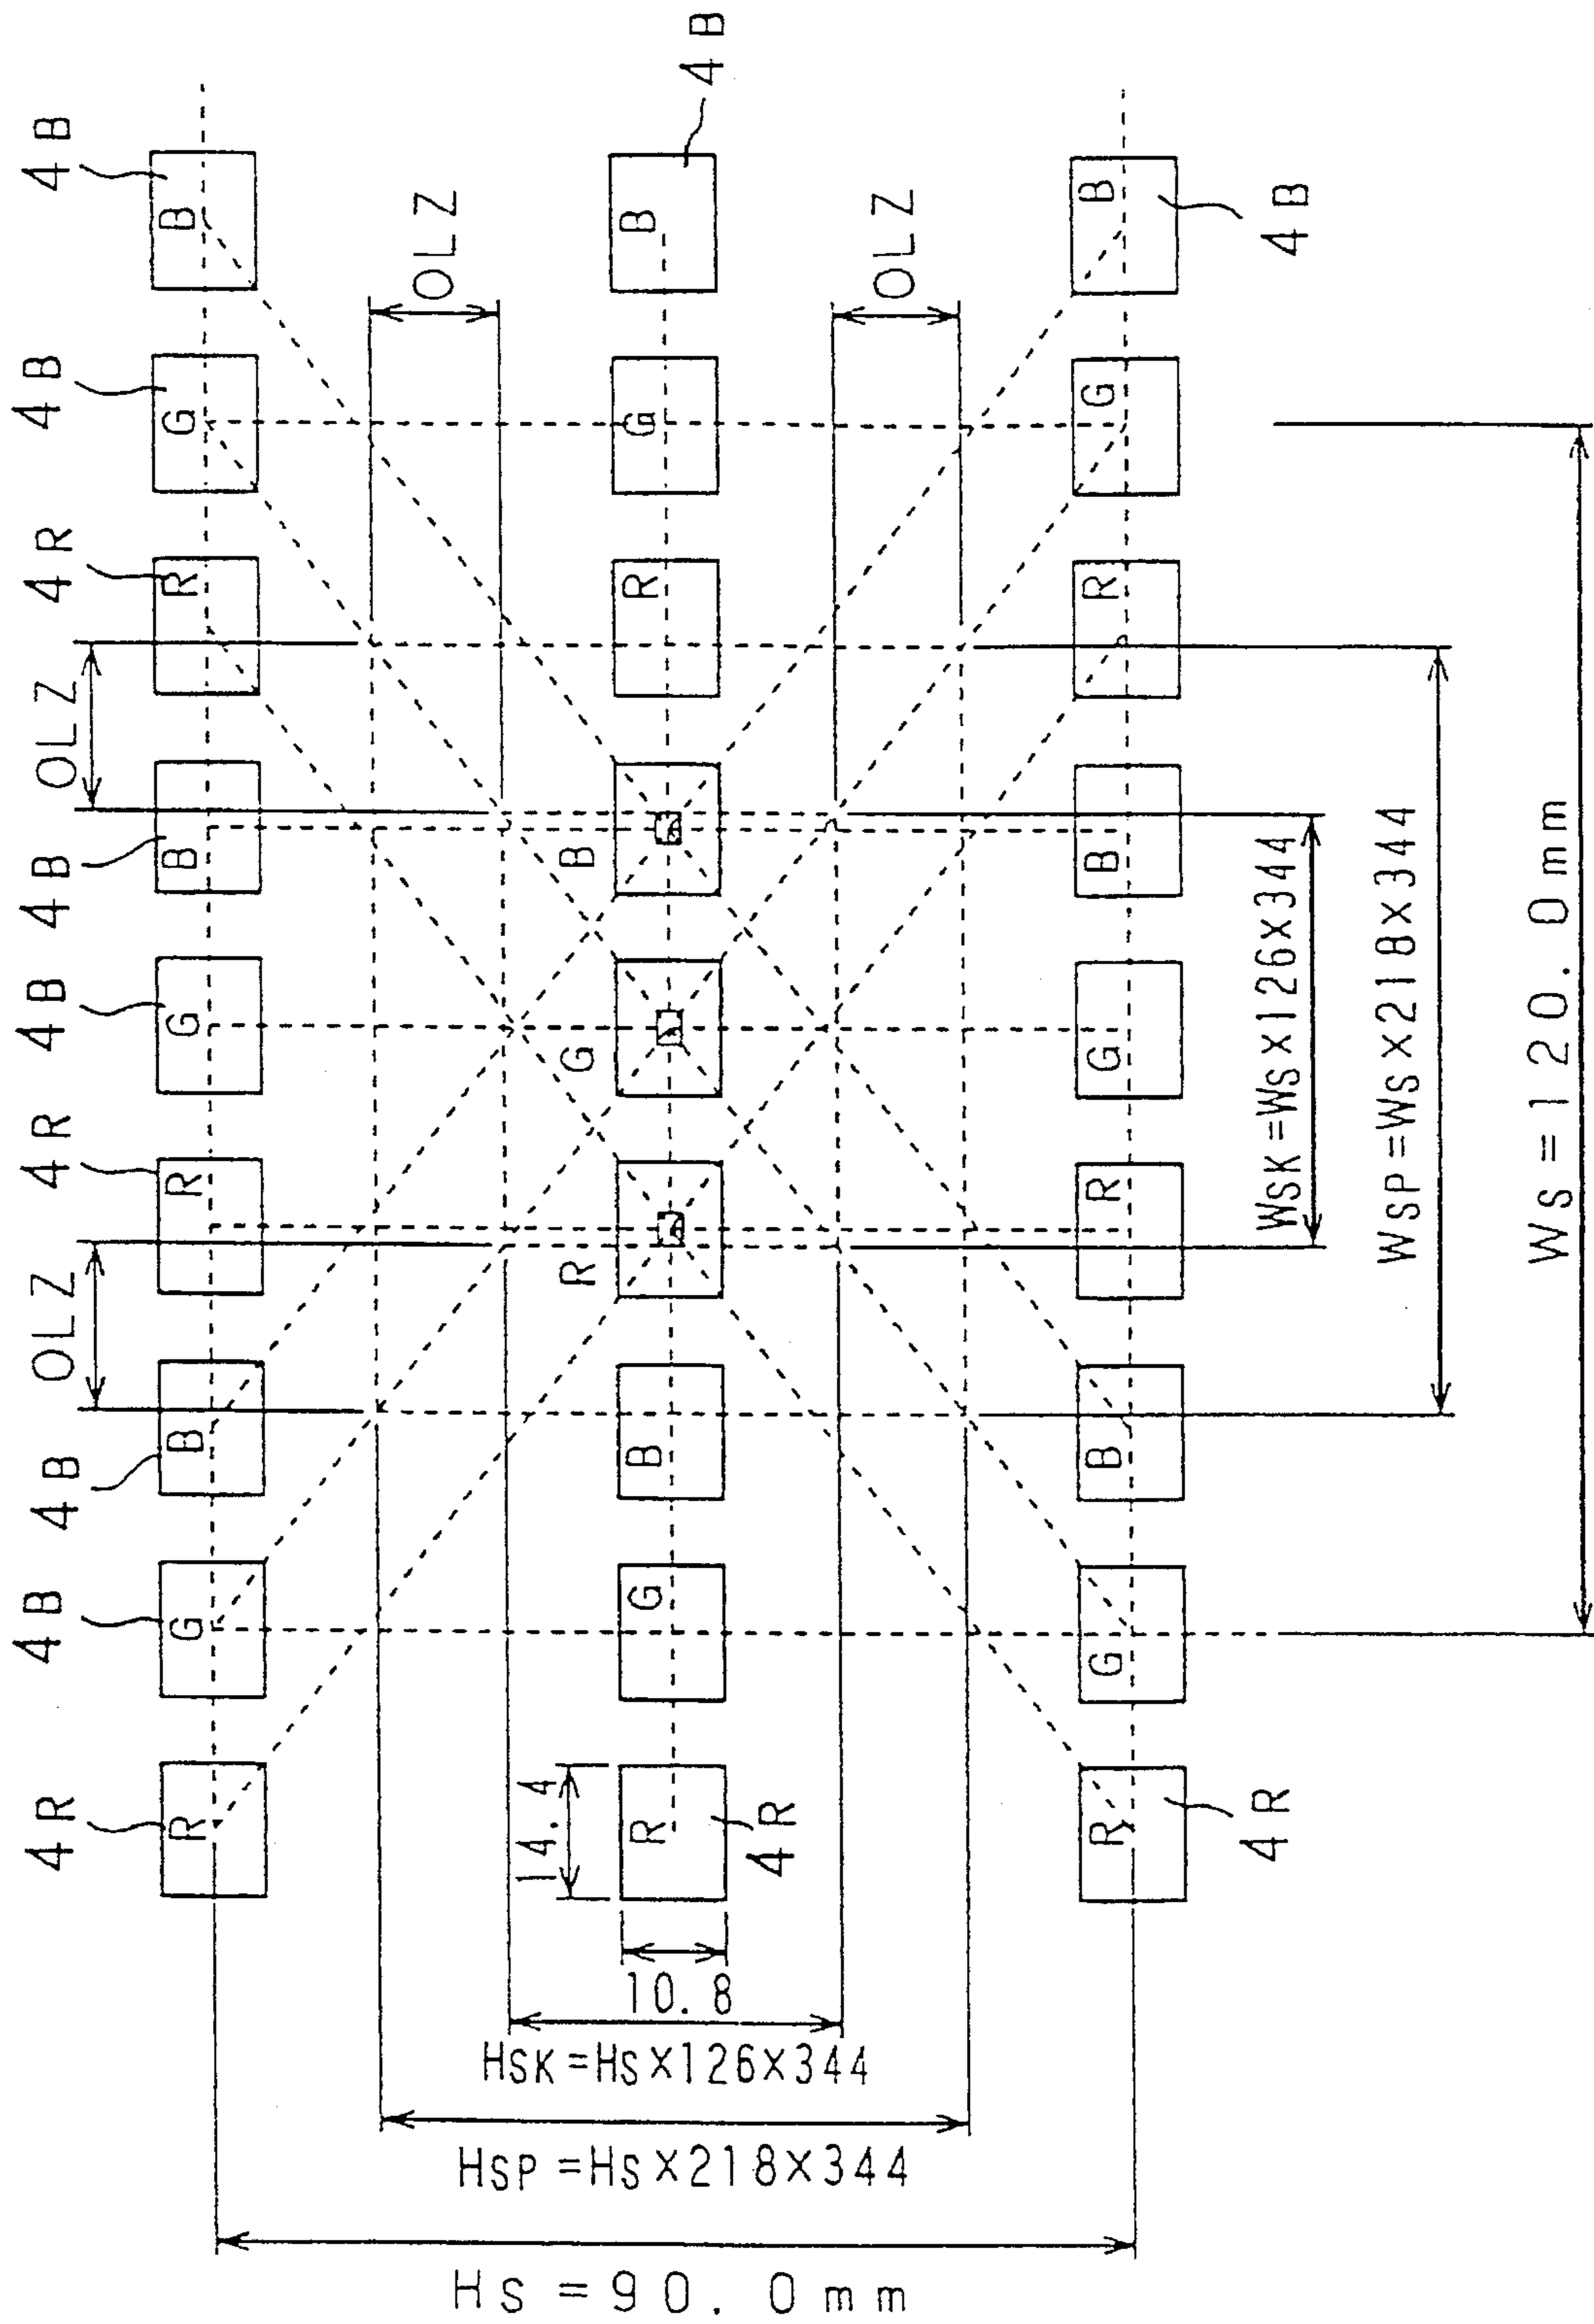 4R 4B 4B OLZ 4R 4B 4B OLZ 4R 4B 4B
R G B R G B R G B
OLZ
14.4
10.8
R G B
R G B R G B
4R
4B
OLZ
R G B R G B R G B
4R
4B
HSK=HS×126×344
HSP=HS×218×344
HS=90.0mm
WSK=WS×126×344
WSP=WS×218×344
WS=120.0mm